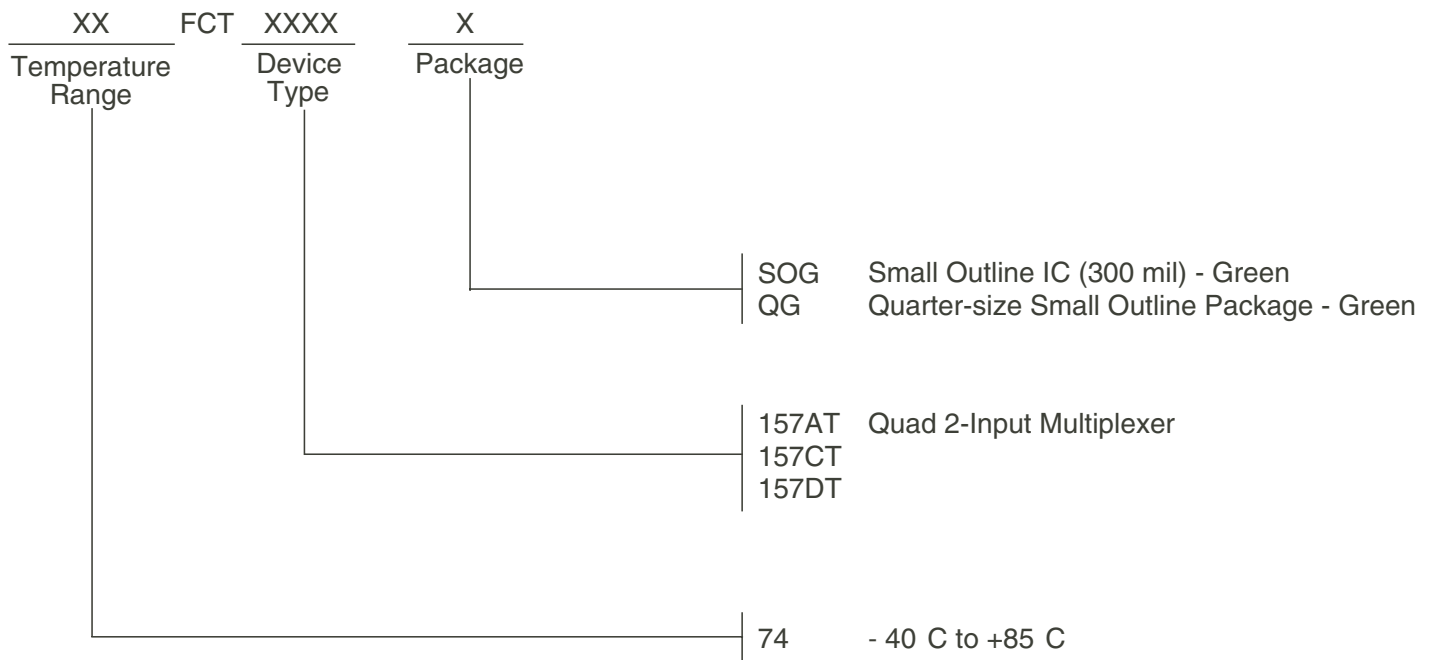 XX FCT XXXX X
Temperature Range
Device Type
Package
SOG Small Outline IC (300 mil) - Green
QG Quarter-size Small Outline Package - Green
157AT Quad 2-Input Multiplexer
157CT
157DT
74 - 40 C to +85 C